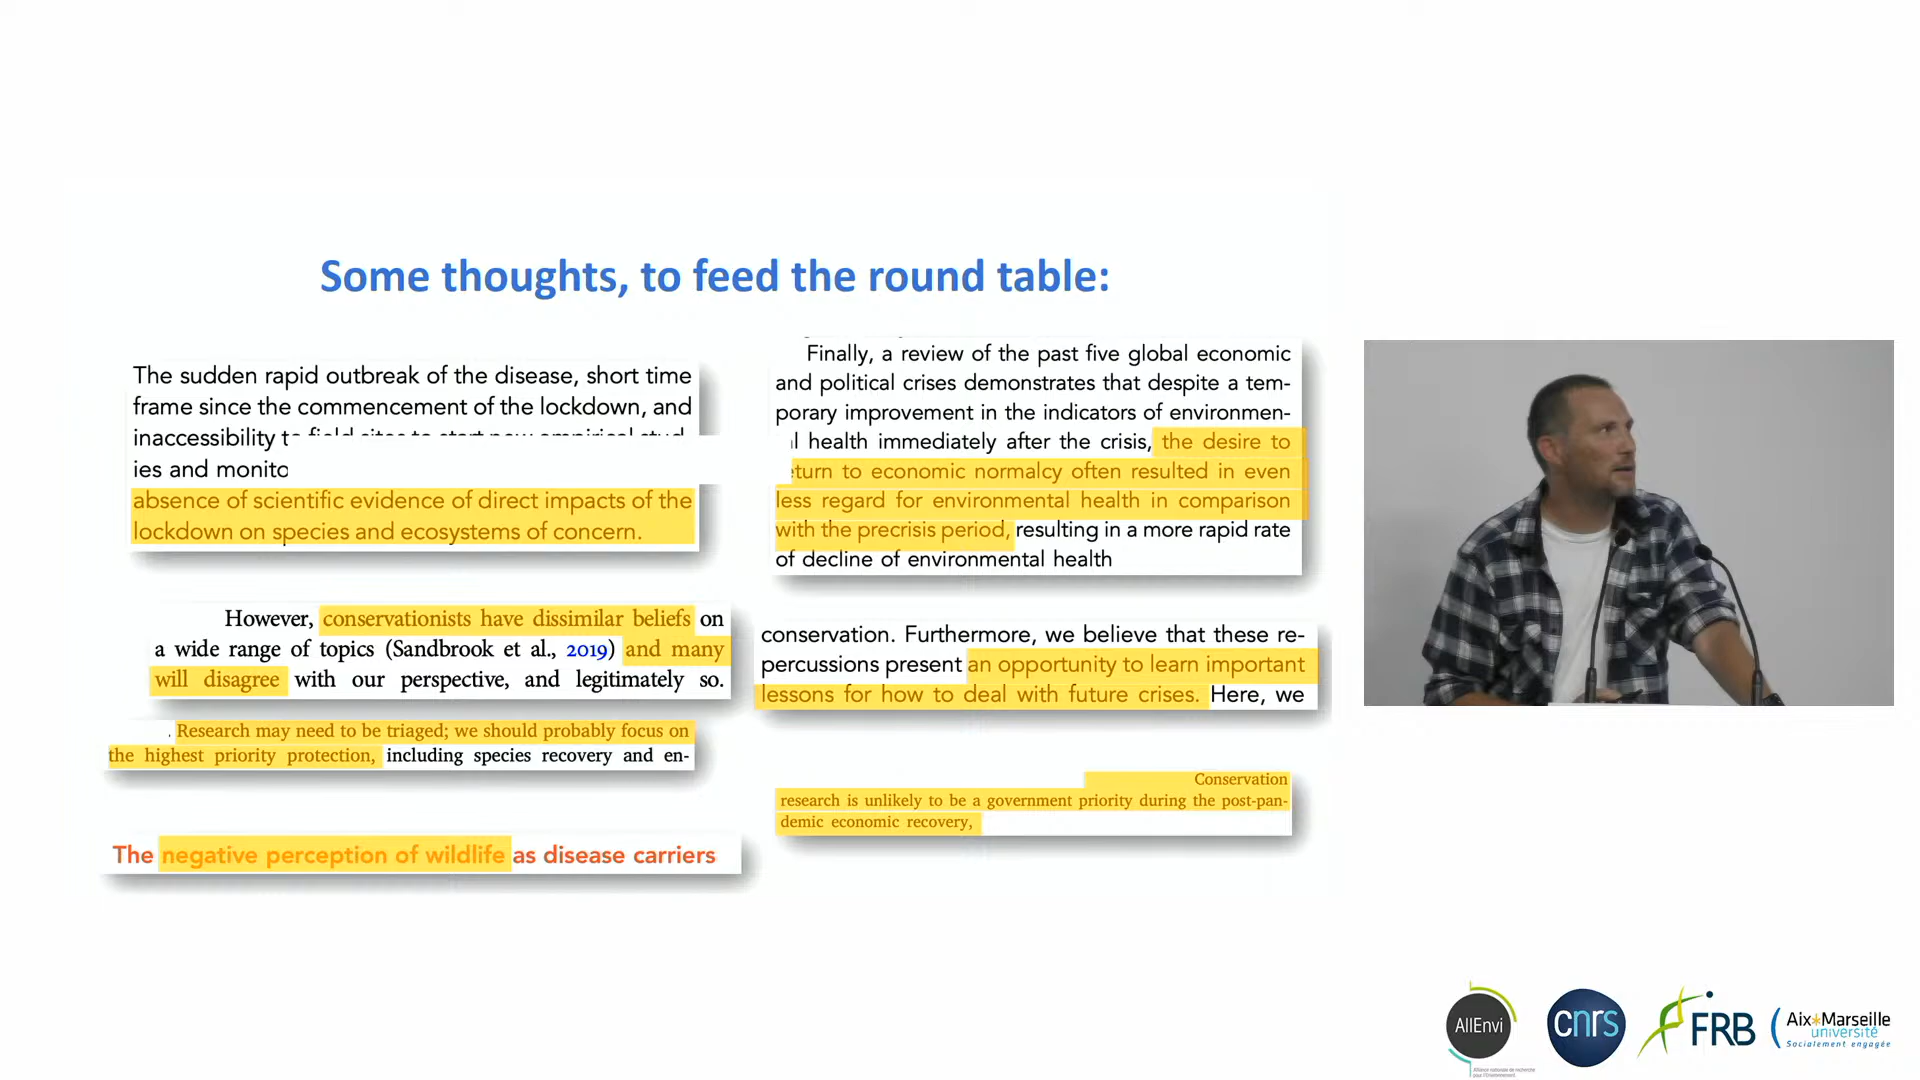 Some thoughts, to feed the round table:
The sudden rapid outbreak of the disease, short time
frame since the commencement of the lockdown, and
inaccessibility
ies and
absence of scientific evidence of direct impacts of the
lockdown on species and ecosystems of concern.
However, conservationists have dissimilar beliefs on
a wide range of topics (Sandbrook et al., 2019) and many
will disagree with our perspective, and legitimately so.
. Research may need to be triaged; we should probably focus on
the highest priority protection, including species recovery and en-
The negative perception of wildlife as disease carriers
Finally, a review of the past five global economic
and political crises demonstrates that despite a tem-
porary improvement in the indicators of environmen-
health immediately after the crisis, the desire to
to economic normalcy often resulted in even
less regard for environmental health in comparison
with the precrisis period, resulting in a more rapid rate
of decline of environmental health
conservation. Furthermore, we believe that these re-
percussions present an opportunity to learn important
lessons for how to deal with future crises. Here, we
Conservation
research is unlikely to be a government priority during the post-pan-
demic economic recovery,
AllEnvi
cnrs
FRB
Aix*Marseille
université
Socialement engagée